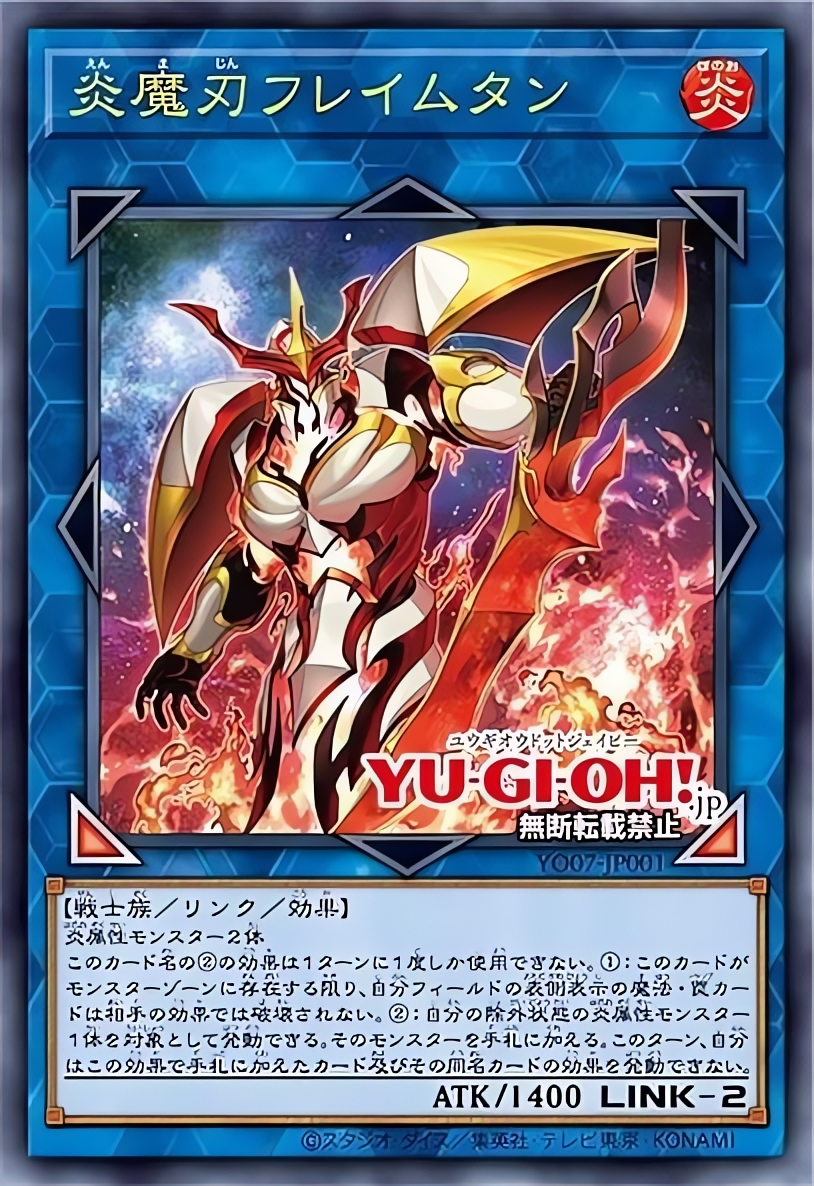 えん ま じん
炎魔刃フレイムタン
ほのお
炎
ユウギオウドットジェイピー
YU-GI-OH!.jp
無断転載禁止
YO07-JP001
【戦士族／リンク／効果】
炎属性モンスター２体
このカード名の②の効果は１ターンに１度しか使用できない。①：このカードが
モンスターゾーンに存在する限り、自分フィールドの表側表示の魔法・罠カー
ドは相手の効果では破壊されない。②：自分の除外状態の炎属性モンスター
１体を対象として発動できる。そのモンスターを手札に加える。このターン、自分
はこの効果で手札に加えたカード及びその同名カードの効果を発動できない。
ATK/1400 LINK-2
©スタジオ・ダイス／集英社・テレビ東京・KONAMI